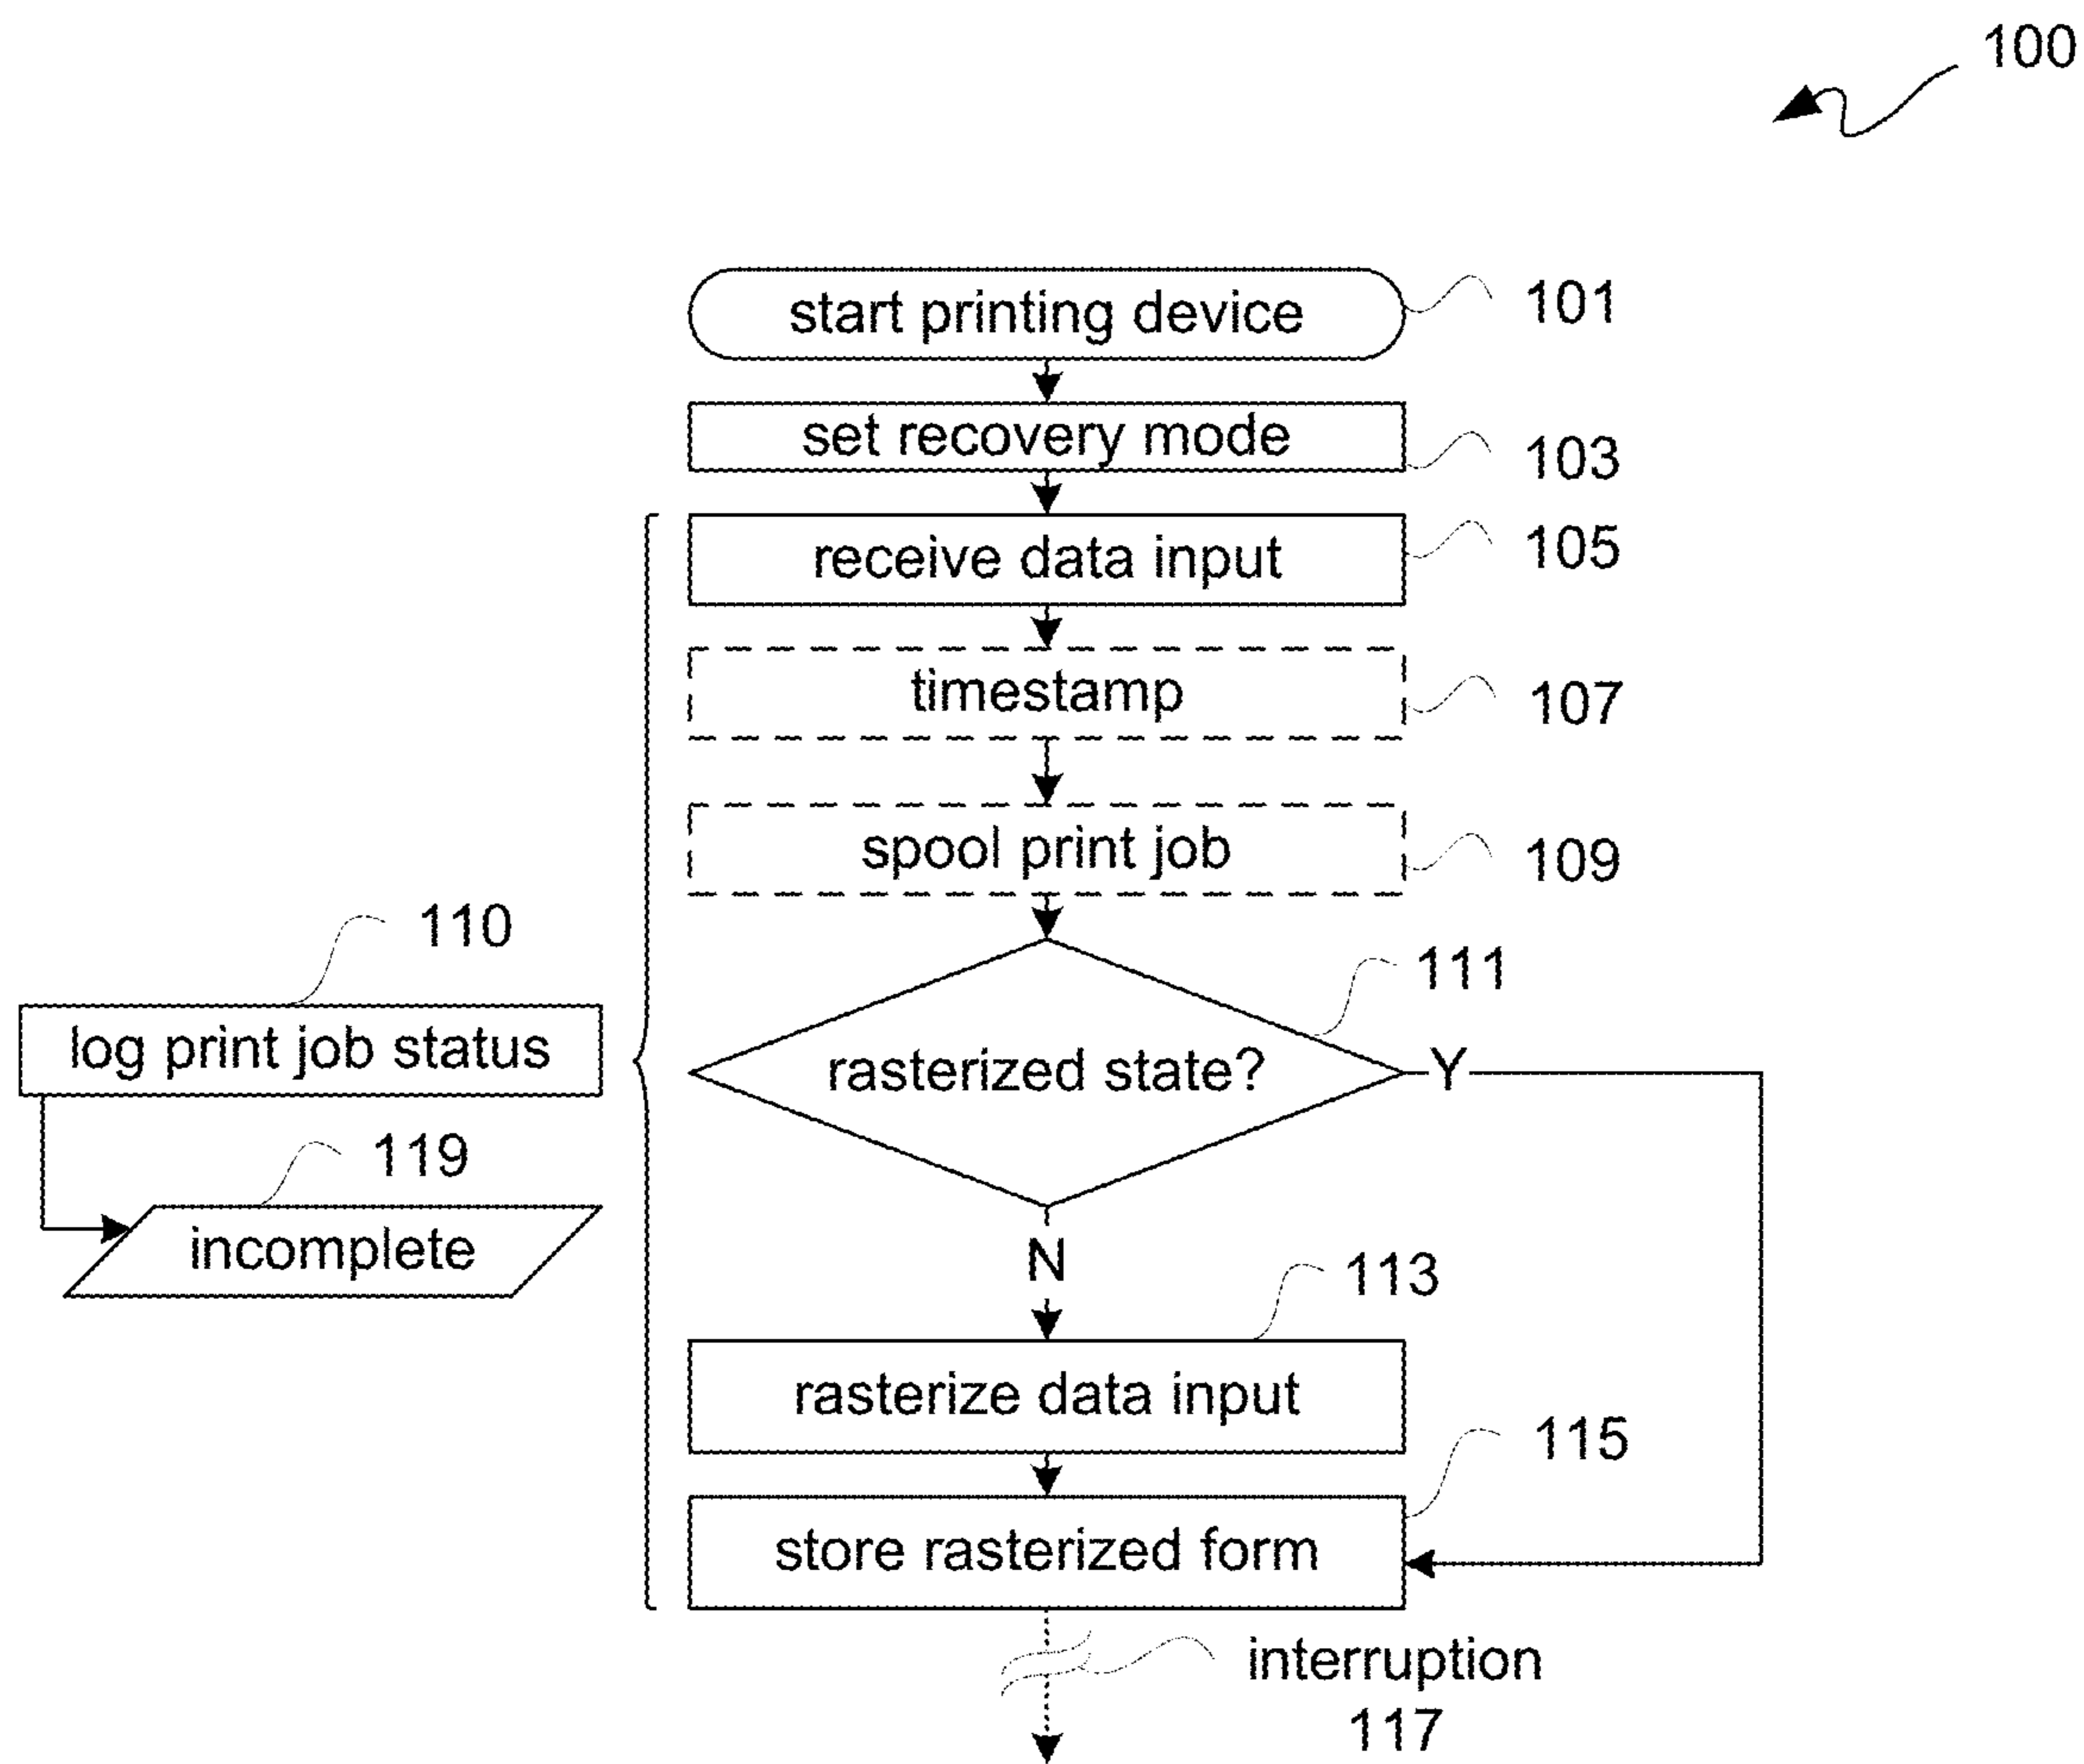 100
start printing device
101
set recovery mode
103
receive data input
105
timestamp
107
spool print job
109
110
log print job status
111
rasterized state?
Y
119
incomplete
N
113
rasterize data input
115
store rasterized form
interruption
117